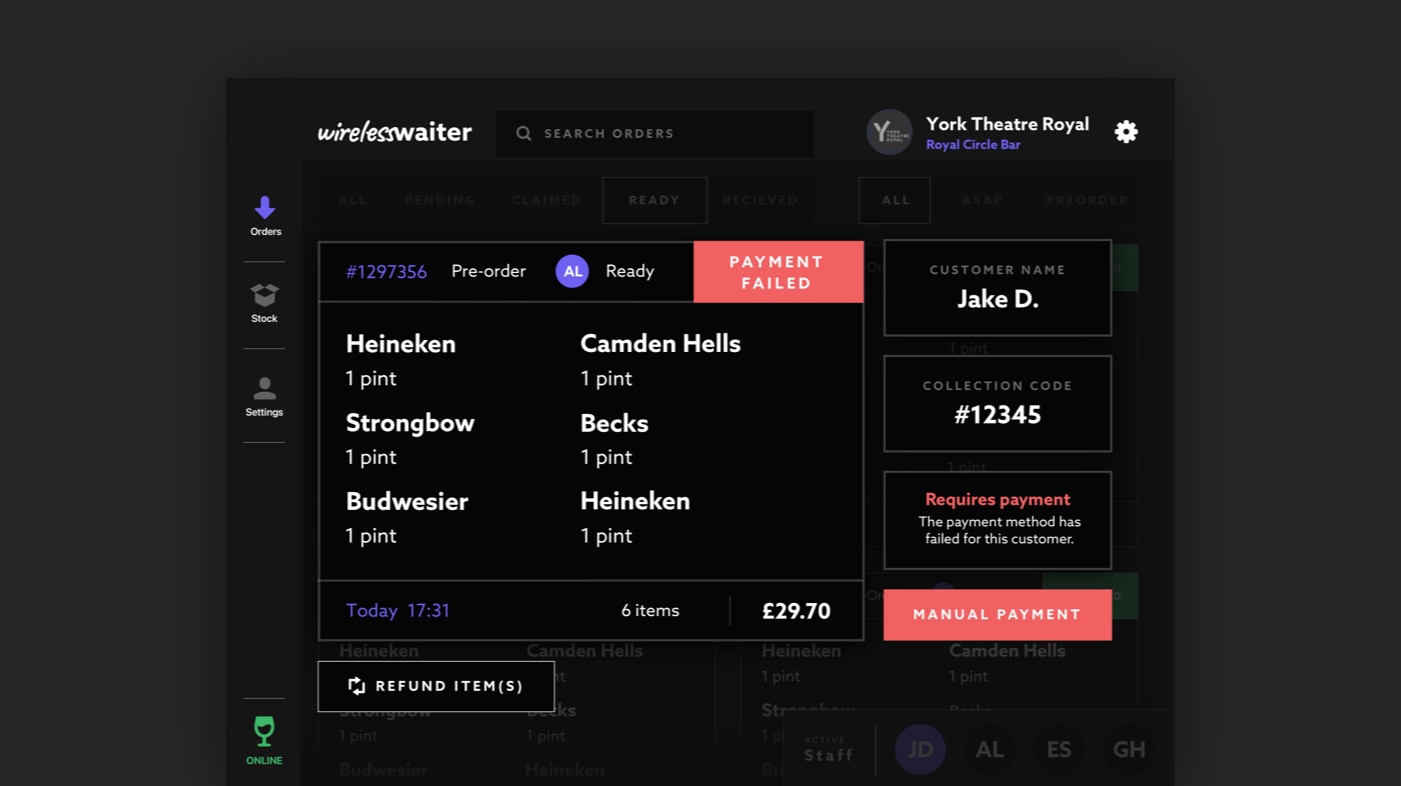 wirelesswaiter
SEARCH ORDERS
YORK THEATRE ROYAL
York Theatre Royal
Royal Circle Bar
ALL
PENDING
CLAIMED
READY
RECIEVED
ALL
ASAP
PREORDER
Orders
Stock
Settings
ONLINE
#1297356
Pre-order
AL
Ready
PAYMENT
FAILED
Heineken
1 pint
Camden Hells
1 pint
Strongbow
1 pint
Becks
1 pint
Budwesier
1 pint
Heineken
1 pint
Today 17:31
6 items
£29.70
REFUND ITEM(S)
CUSTOMER NAME
Jake D.
1 pint
COLLECTION CODE
#12345
1 pint
Requires payment
The payment method has
failed for this customer.
MANUAL PAYMENT
Heineken
Camden Hells
Heineken
Camden Hells
1 pint
1 pint
Strongbow
Becks
Strongbow
Becks
1 pint
1 pint
Budwesier
Heineken
ACTIVE
Staff
JD
AL
ES
GH